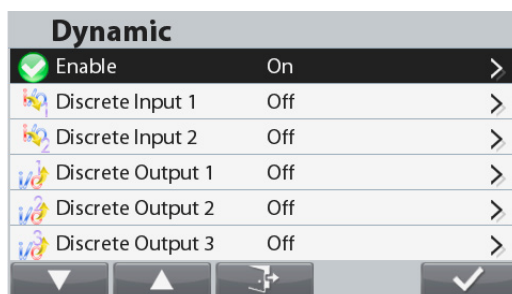 Dynamic
Enable On
Discrete Input 1 Off
Discrete Input 2 Off
Discrete Output 1 Off
Discrete Output 2 Off
Discrete Output 3 Off